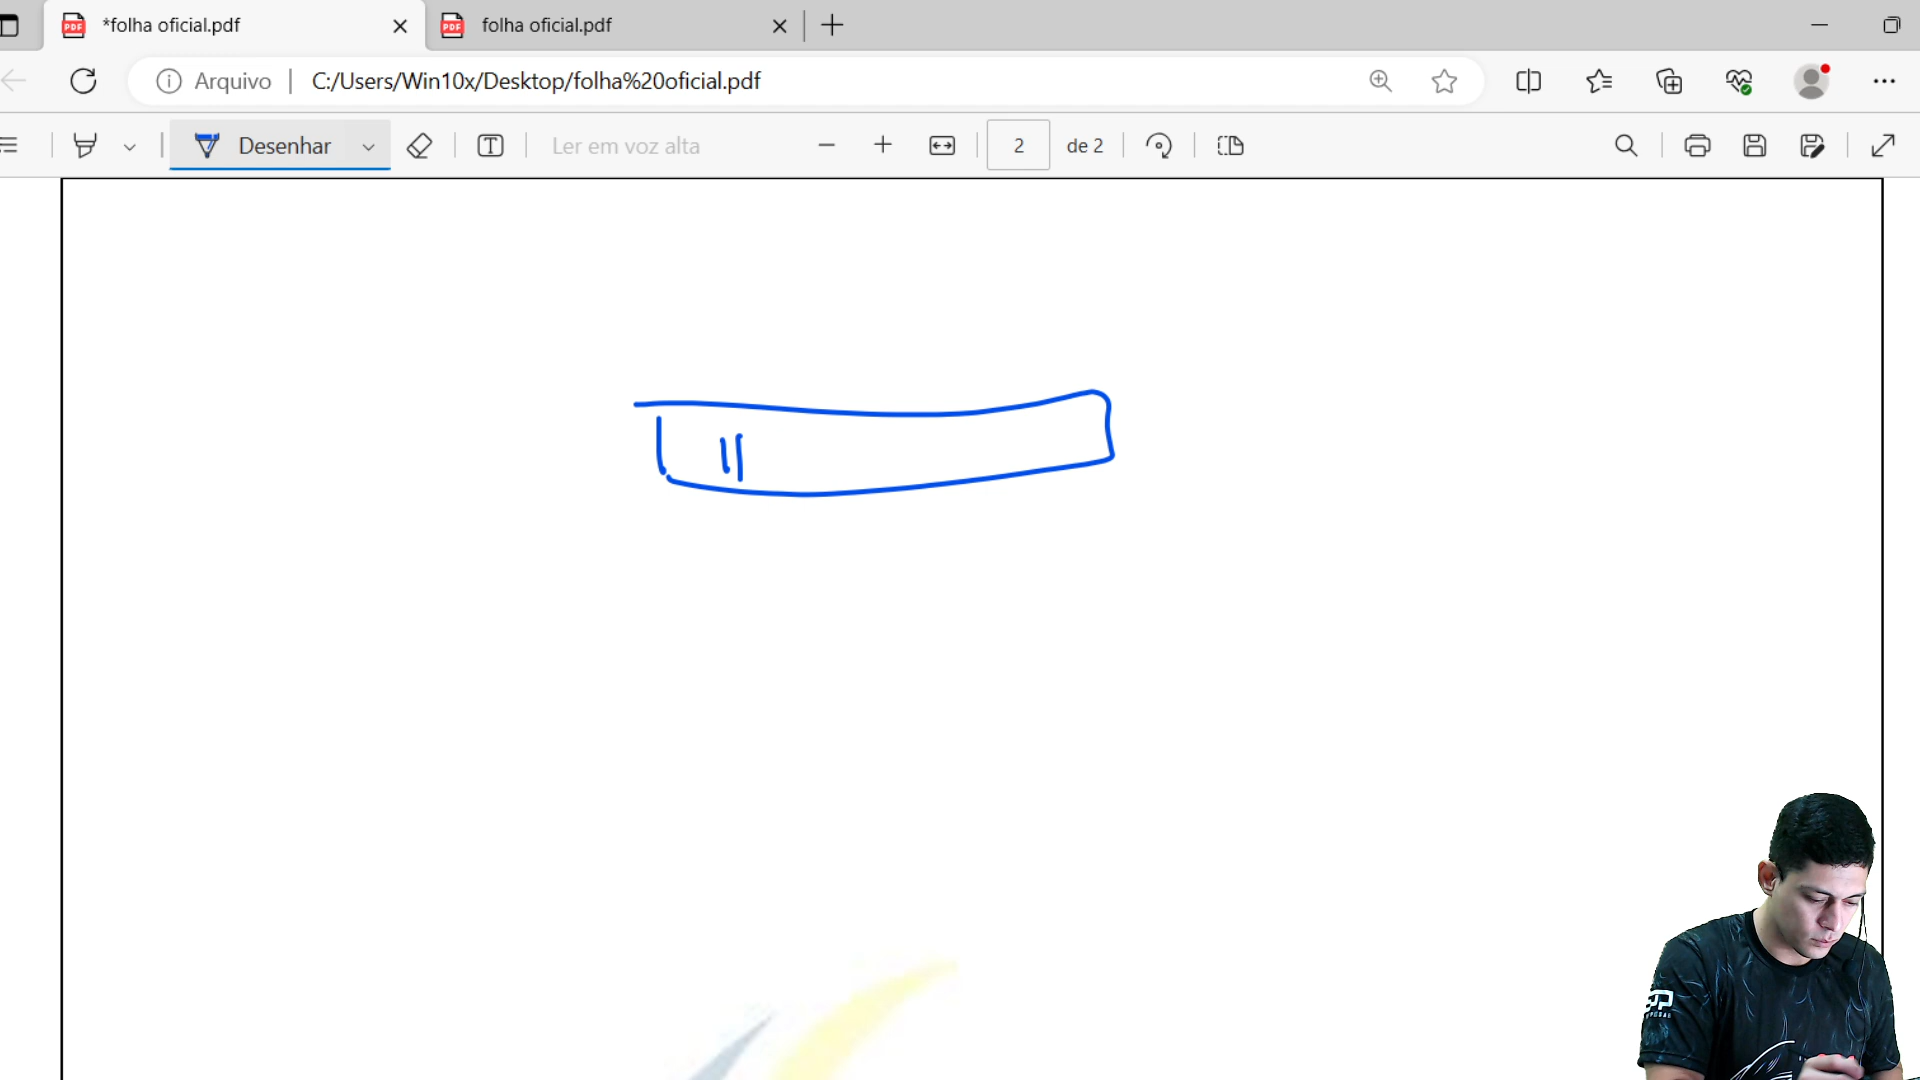 *folha oficial.pdf
folha oficial.pdf
Arquivo
C:/Users/Win10x/Desktop/folha%20oficial.pdf
Desenhar
Ler em voz alta
2
de 2